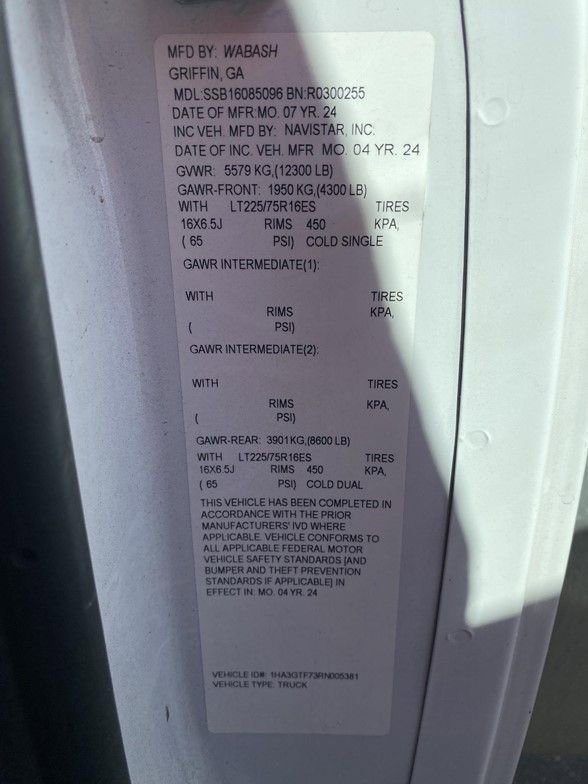 MFD BY: WABASH
GRIFFIN, GA
MDL:SSB16085096 BN:R0300255
DATE OF MFR:MO. 07 YR. 24
INC VEH. MFD BY: NAVISTAR, INC.
DATE OF INC. VEH. MFR MO. 04 YR. 24
GVWR: 5579 KG,(12300 LB)
GAWR-FRONT: 1950 KG,(4300 LB)
WITH LT225/75R16ES TIRES
16X6.5J RIMS 450 KPA,
( 65 PSI) COLD SINGLE
GAWR INTERMEDIATE(1):
WITH TIRES
RIMS KPA,
( PSI)
GAWR INTERMEDIATE(2):
WITH TIRES
RIMS KPA,
( PSI)
GAWR-REAR: 3901KG,(8600 LB)
WITH LT225/75R16ES TIRES
16X6.5J RIMS 450 KPA,
( 65 PSI) COLD DUAL
THIS VEHICLE HAS BEEN COMPLETED IN
ACCORDANCE WITH THE PRIOR
MANUFACTURERS' IVD WHERE
APPLICABLE. VEHICLE CONFORMS TO
ALL APPLICABLE FEDERAL MOTOR
VEHICLE SAFETY STANDARDS [AND
BUMPER AND THEFT PREVENTION
STANDARDS IF APPLICABLE] IN
EFFECT IN: MO. 04 YR. 24
VEHICLE ID#: 1HA3GTF73RN005381
VEHICLE TYPE: TRUCK